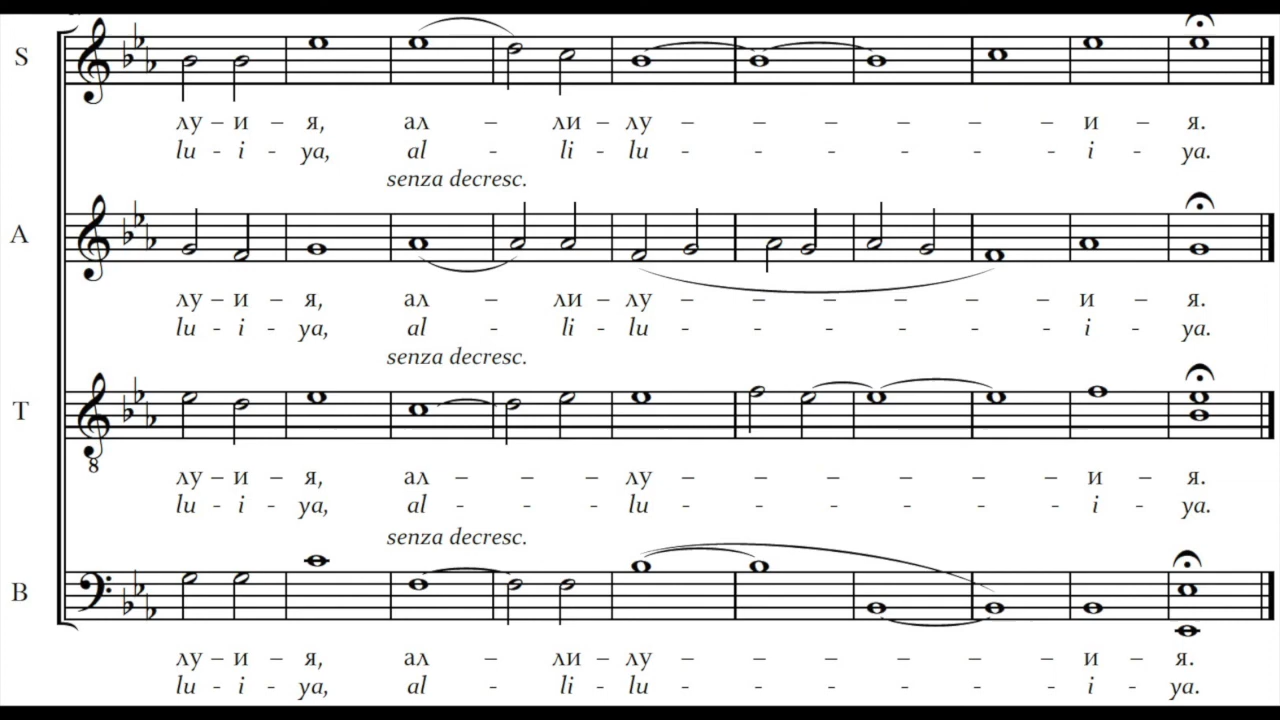 S
лу – и – я, ал – ли – лу – – – – – и – я.
lu - i - ya, al - li - lu - - - - - i - ya.
senza decresc.
A
лу – и – я, ал – ли – лу – – – – – и – я.
lu - i - ya, al - li - lu - - - - - i - ya.
senza decresc.
T
8
лу – и – я, ал – – – лу – – – – – и – я.
lu - i - ya, al - - - lu - - - - - i - ya.
senza decresc.
B
лу – и – я, ал – ли – лу – – – – – и – я.
lu - i - ya, al - li - lu - - - - - i - ya.